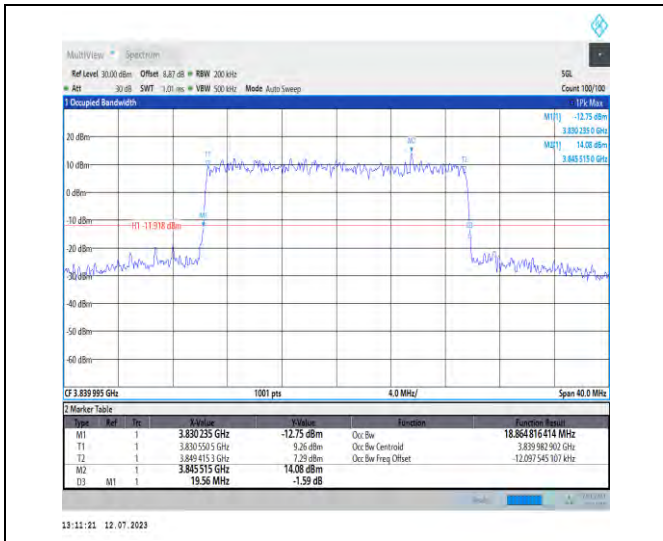 MultiView Spectrum
Ref Level 30.00 dBm Offset 8.87 dB RBW 200 kHz SGL
Att 30 dB SWT 1.01 ms VBW 500 kHz Mode Auto Sweep Count 100/100
1 Occupied Bandwidth 1Pk Max
M1[1] -12.75 dBm
3.830 235 0 GHz
M2[1] 14.08 dBm
3.845 515 0 GHz
20 dBm
M2
T1
T2
10 dBm
0 dBm
M1
-10 dBm
H1 -11.918 dBm
D3
-20 dBm
-30 dBm
-40 dBm
-50 dBm
-60 dBm
CF 3.839 995 GHz 1001 pts 4.0 MHz/ Span 40.0 MHz
2 Marker Table
Type Ref Trc X-Value Y-Value Function Function Result
M1 1 3.830 235 GHz -12.75 dBm Occ Bw 18.864 816 414 MHz
T1 1 3.830 550 5 GHz 9.26 dBm Occ Bw Centroid 3.839 982 902 GHz
T2 1 3.849 415 3 GHz 7.29 dBm Occ Bw Freq Offset -12.097 545 107 kHz
M2 1 3.845 515 GHz 14.08 dBm
D3 M1 1 19.56 MHz -1.59 dB
13:11:21 12.07.2023